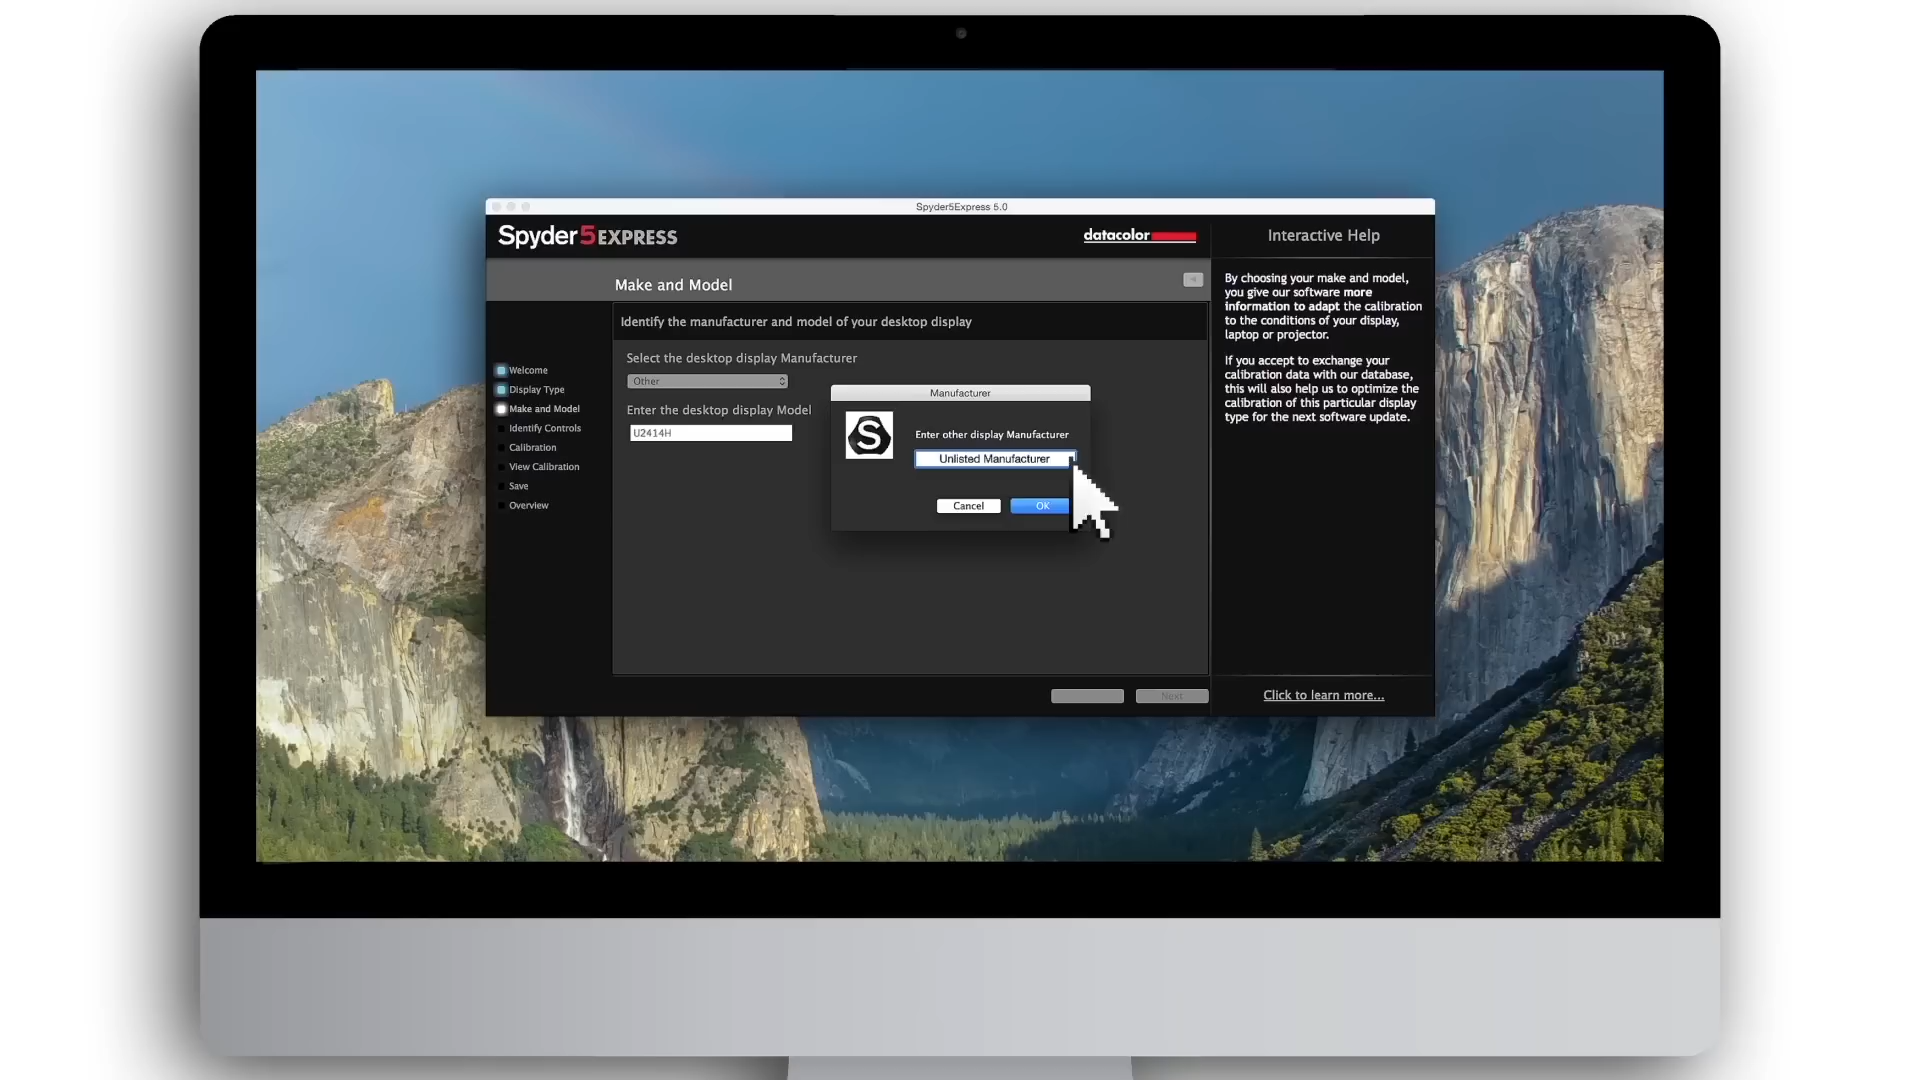 Spyder5Express 5.0
Spyder5EXPRESS
datacolor
Interactive Help
Make and Model
Identify the manufacturer and model of your desktop display
Select the desktop display Manufacturer
Other
Enter the desktop display Model
U2414H
Welcome
Display Type
Make and Model
Identify Controls
Calibration
View Calibration
Save
Overview
Manufacturer
S
Enter other display Manufacturer
Unlisted Manufacturer
Cancel
OK
By choosing your make and model,
you give our software more
information to adapt the calibration
to the conditions of your display,
laptop or projector.
If you accept to exchange your
calibration data with our database,
this will also help us to optimize the
calibration of this particular display
type for the next software update.
Next
Click to learn more...